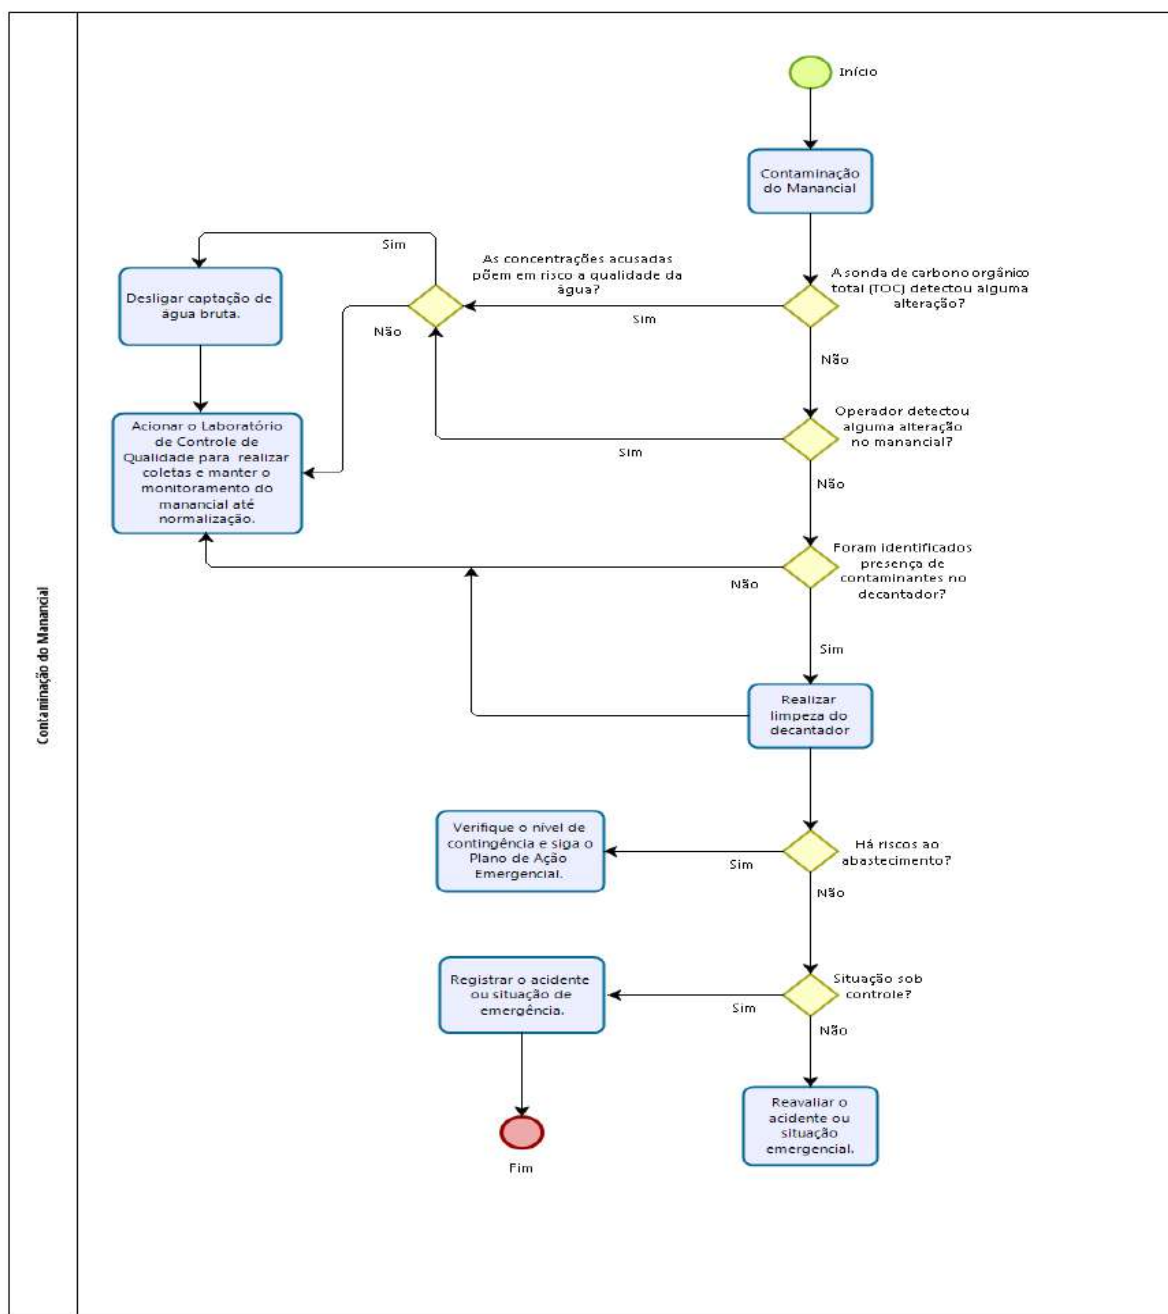 Contaminação do Manancial
Início
Contaminação
do Manancial
A sonda de carbono orgânico
total (TOC) detectou alguma
alteração?
Sim
Não
As concentrações acusadas
põem em risco a qualidade da
água?
Sim
Não
Desligar captação de
água bruta.
Acionar o Laboratório
de Controle de
Qualidade para realizar
coletas e manter o
monitoramento do
manancial até
normalização.
Operador detectou
alguma alteração
no manancial?
Sim
Não
Foram identificados
presença de
contaminantes no
decantador?
Não
Sim
Realizar
limpeza do
decantador
Há riscos ao
abastecimento?
Sim
Não
Verifique o nível de
contingência e siga o
Plano de Ação
Emergencial.
Situação sob
controle?
Sim
Não
Registrar o acidente
ou situação de
emergência.
Reavaliar o
acidente ou
situação
emergencial.
Fim